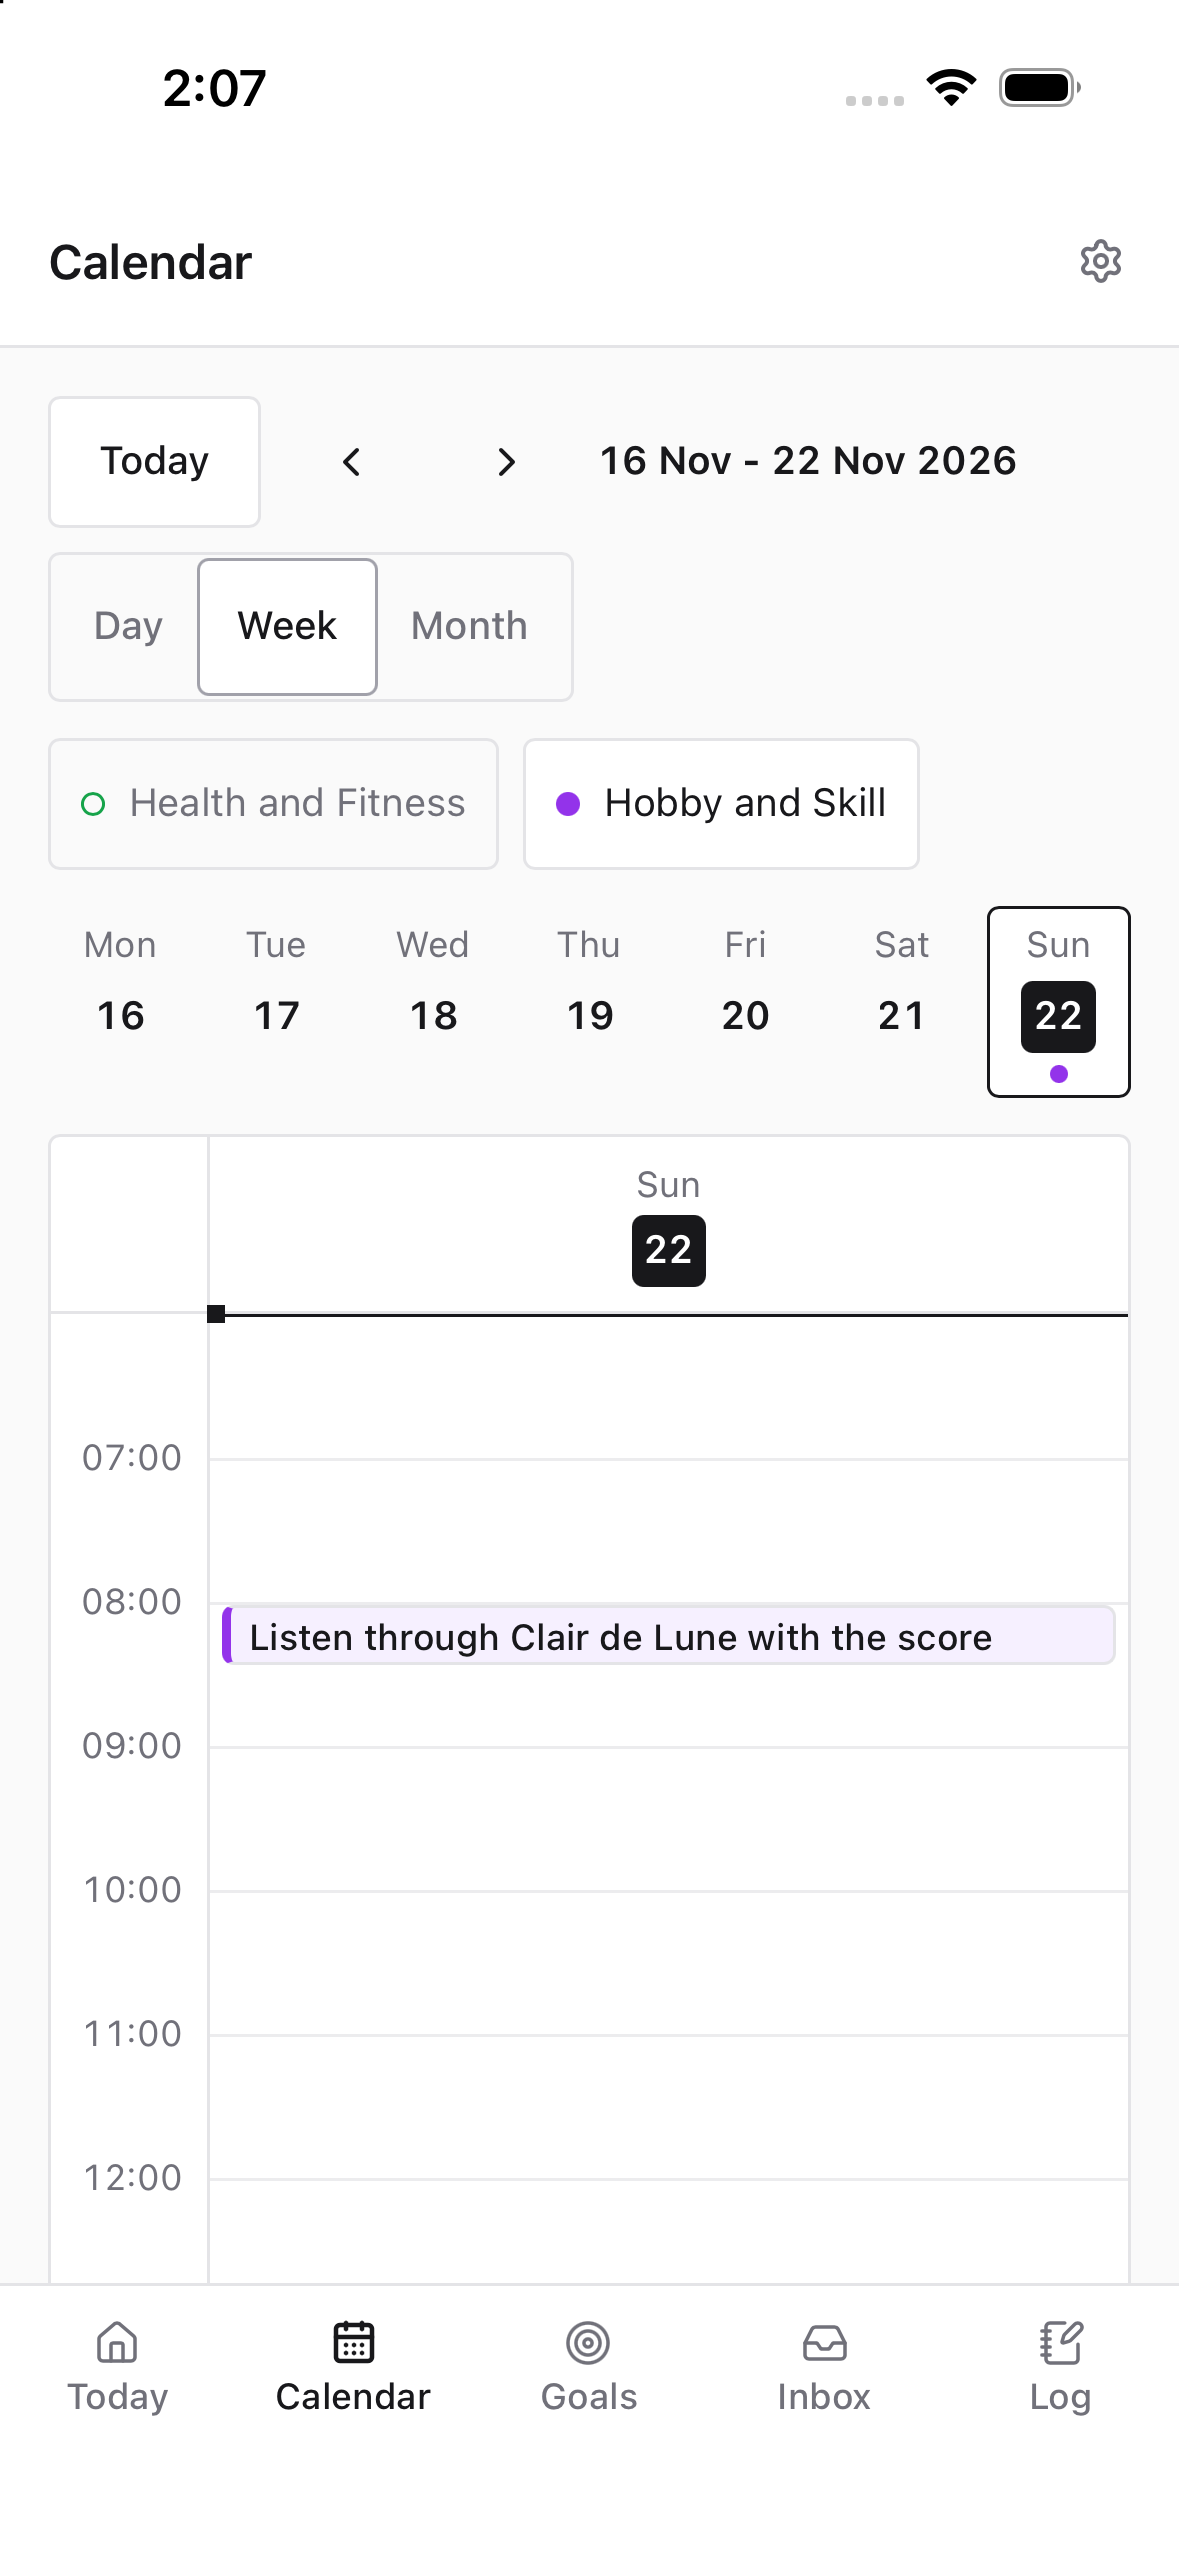 2:07
Calendar
Today
16 Nov - 22 Nov 2026
Day Week Month
Health and Fitness
Hobby and Skill
Mon Tue Wed Thu Fri Sat Sun
16 17 18 19 20 21 22
Sun
22
07:00
08:00
Listen through Clair de Lune with the score
09:00
10:00
11:00
12:00
Today Calendar Goals Inbox Log